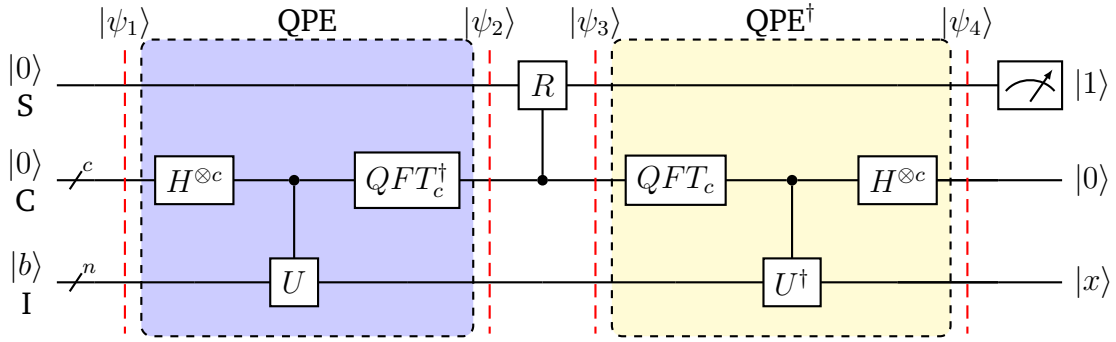 |ψ₁⟩ QPE |ψ₂⟩ |ψ₃⟩ QPE† |ψ₄⟩
|0⟩ R |1⟩
S
|0⟩ c H⊗c QFT†c QFTc H⊗c |0⟩
C
|b⟩ n U U† |x⟩
I